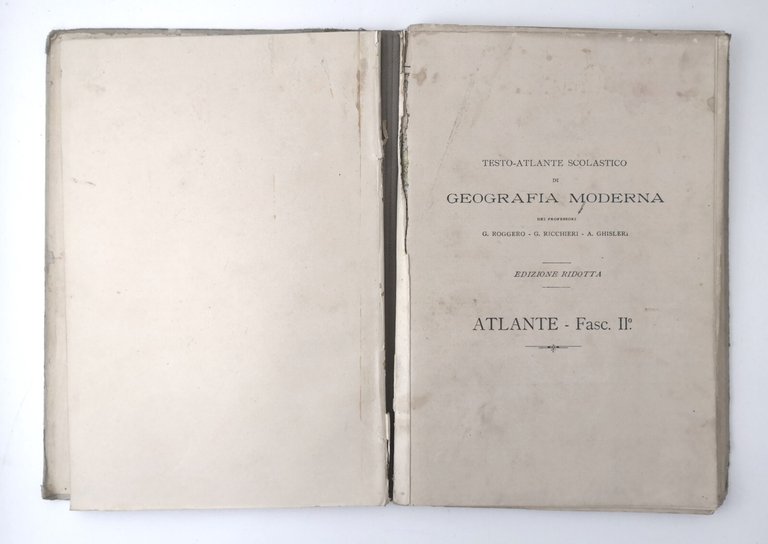 TESTO-ATLANTE SCOLASTICO
DI
GEOGRAFIA MODERNA
DEI PROFESSORI
G. ROGGERO - G. RICCHIERI - A. GHISLERI
EDIZIONE RIDOTTA
ATLANTE - Fasc. IIº.